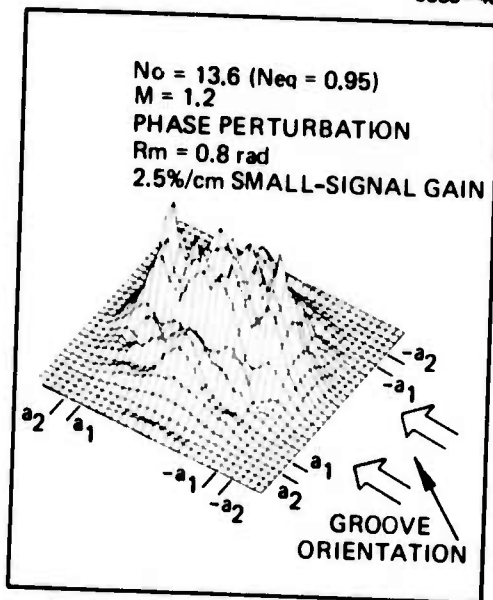 No = 13.6 (Neq = 0.95)
M = 1.2
PHASE PERTURBATION
Rm = 0.8 rad
2.5%/cm SMALL-SIGNAL GAIN
-a2
-a1
a2 a1
a1
-a1
-a2
a2
GROOVE
ORIENTATION